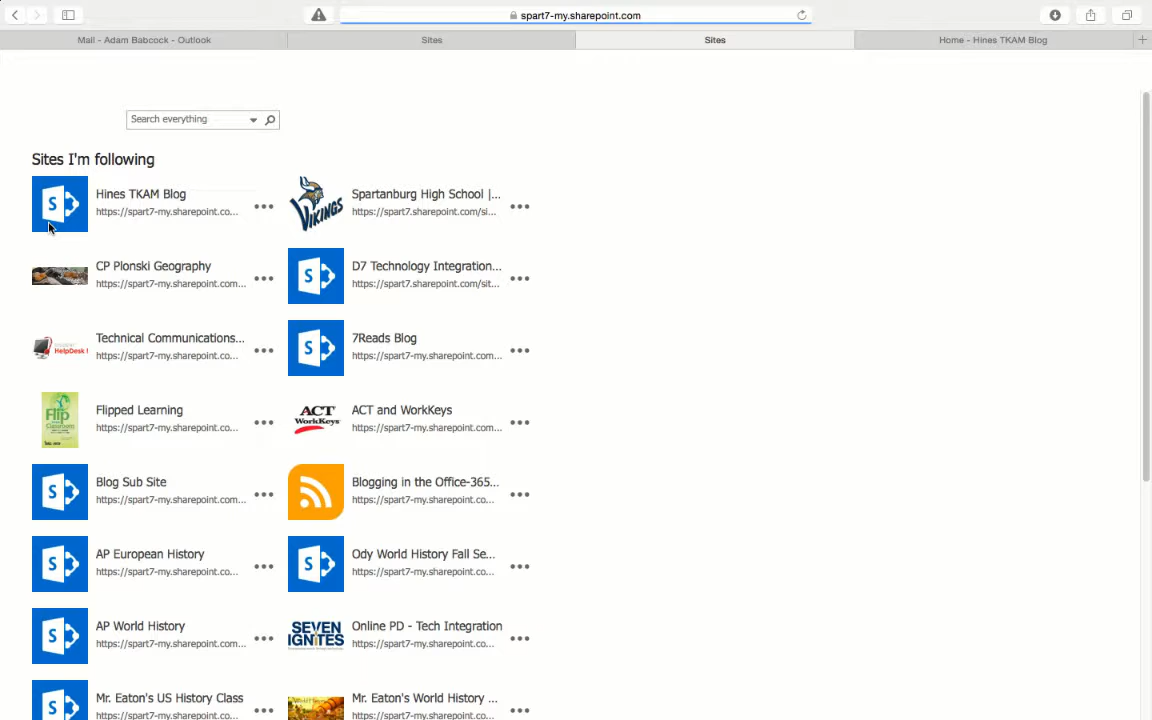 spart7-my.sharepoint.com
Mail - Adam Babcock - Outlook
Sites
Sites
Home - Hines TKAM Blog
Search everything
Sites I'm following
Hines TKAM Blog
https://spart7-my.sharepoint.co...
Spartanburg High School |...
https://spart7.sharepoint.com/si...
CP Plonski Geography
https://spart7-my.sharepoint.com...
D7 Technology Integration...
https://spart7.sharepoint.com/sit...
Technical Communications...
https://spart7-my.sharepoint.co...
7Reads Blog
https://spart7-my.sharepoint.com...
Flipped Learning
https://spart7-my.sharepoint.co...
ACT and WorkKeys
https://spart7-my.sharepoint.com...
Blog Sub Site
https://spart7-my.sharepoint.com...
Blogging in the Office-365...
https://spart7-my.sharepoint.co...
AP European History
https://spart7-my.sharepoint.co...
Ody World History Fall Se...
https://spart7-my.sharepoint.co...
AP World History
https://spart7-my.sharepoint.com...
Online PD - Tech Integration
https://spart7-my.sharepoint.co...
Mr. Eaton's US History Class
https://spart7-my.sharepoint.com...
Mr. Eaton's World History ...
https://spart7-my.sharepoint.co...
S
VIKINGS
S
HelpDesk !
S
Flip
Classrooms
ACT
WorkKeys
S
S
S
S
SEVEN
IGNITES
S